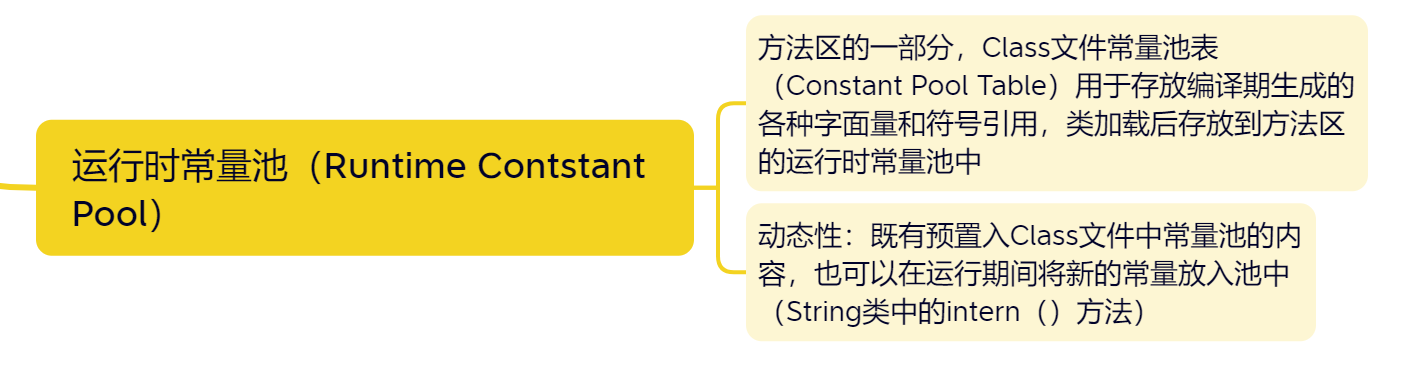 运行时常量池（Runtime Contstant
Pool）
方法区的一部分，Class文件常量池表
（Constant Pool Table）用于存放编译期生成的
各种字面量和符号引用，类加载后存放到方法区
的运行时常量池中
动态性：既有预置入Class文件中常量池的内
容，也可以在运行期间将新的常量放入池中
（String类中的intern（）方法）